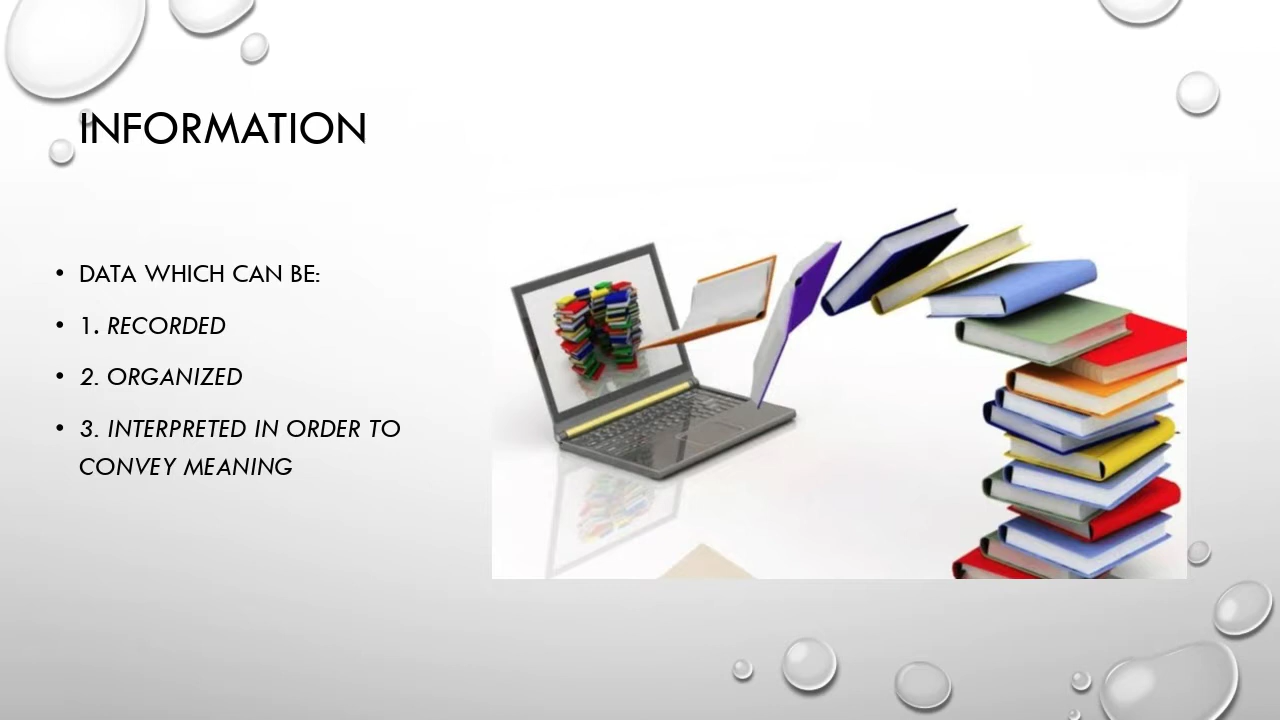 INFORMATION
• DATA WHICH CAN BE:
• 1. RECORDED
• 2. ORGANIZED
• 3. INTERPRETED IN ORDER TO
CONVEY MEANING